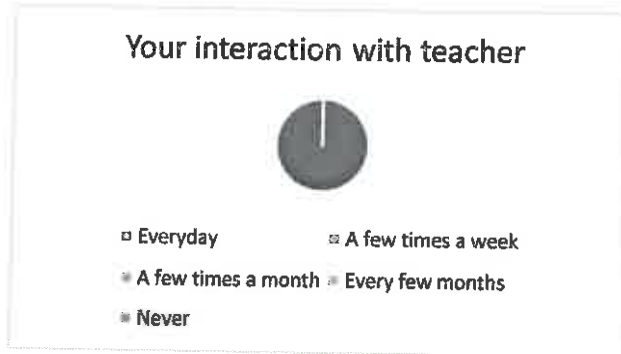 Your interaction with teacher
Everyday A few times a week
A few times a month Every few months
Never